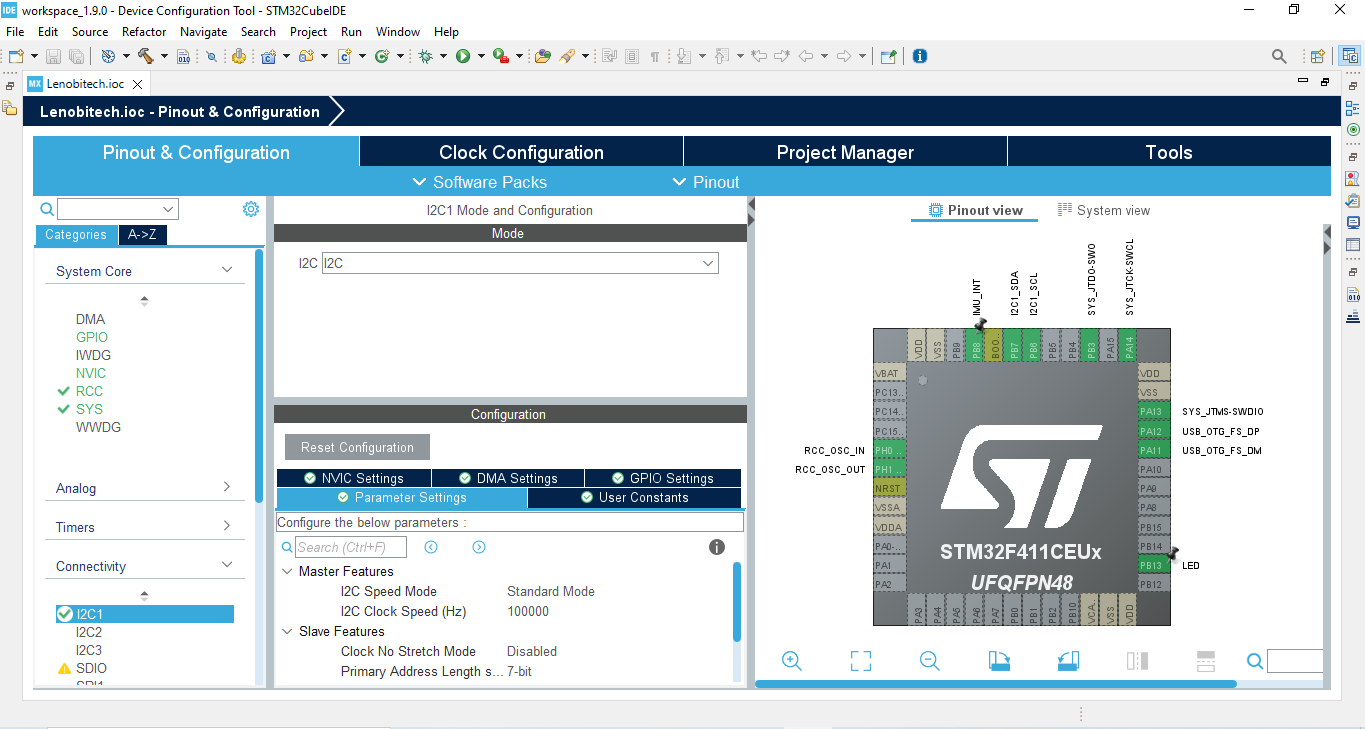 IDE workspace_1.9.0 - Device Configuration Tool - STM32CubeIDE
File Edit Source Refactor Navigate Search Project Run Window Help
MX Lenobitech.ioc
Lenobitech.ioc - Pinout & Configuration
Pinout & Configuration Clock Configuration Project Manager Tools
Software Packs Pinout
I2C1 Mode and Configuration
Pinout view System view
Categories A->Z
Mode
System Core
I2C I2C
DMA
GPIO
IWDG
NVIC
RCC
SYS
WWDG
Analog
Timers
Connectivity
I2C1
I2C2
I2C3
SDIO
SPI1
Configuration
Reset Configuration
NVIC Settings DMA Settings GPIO Settings
Parameter Settings User Constants
Configure the below parameters :
Search (Ctrl+F)
Master Features
I2C Speed Mode Standard Mode
I2C Clock Speed (Hz) 100000
Slave Features
Clock No Stretch Mode Disabled
Primary Address Length s... 7-bit
IMU_INT
I2C1_SDA
I2C1_SCL
SYS_JTDO-SWO
SYS_JTCK-SWCL
VDD VSS PB9 PB8 BOO.. PB7 PB6 PB5 PB4 PB3 PA15 PA14
VBAT VDD
PC13.. VSS
PC14.. PA13 SYS_JTMS-SWDIO
PC15.. PA12 USB_OTG_FS_DP
RCC_OSC_IN PH0 .. PA11 USB_OTG_FS_DM
RCC_OSC_OUT PH1 .. PA10
NRST PA9
VSSA PA8
VDDA PB15
PA0-.. PB14
PA1 PB13 LED
PA2 PB12
ST
STM32F411CEUx
UFQFPN48
PA3 PA4 PA5 PA6 PA7 PB0 PB1 PB2 PB10 VCA.. VSS VDD